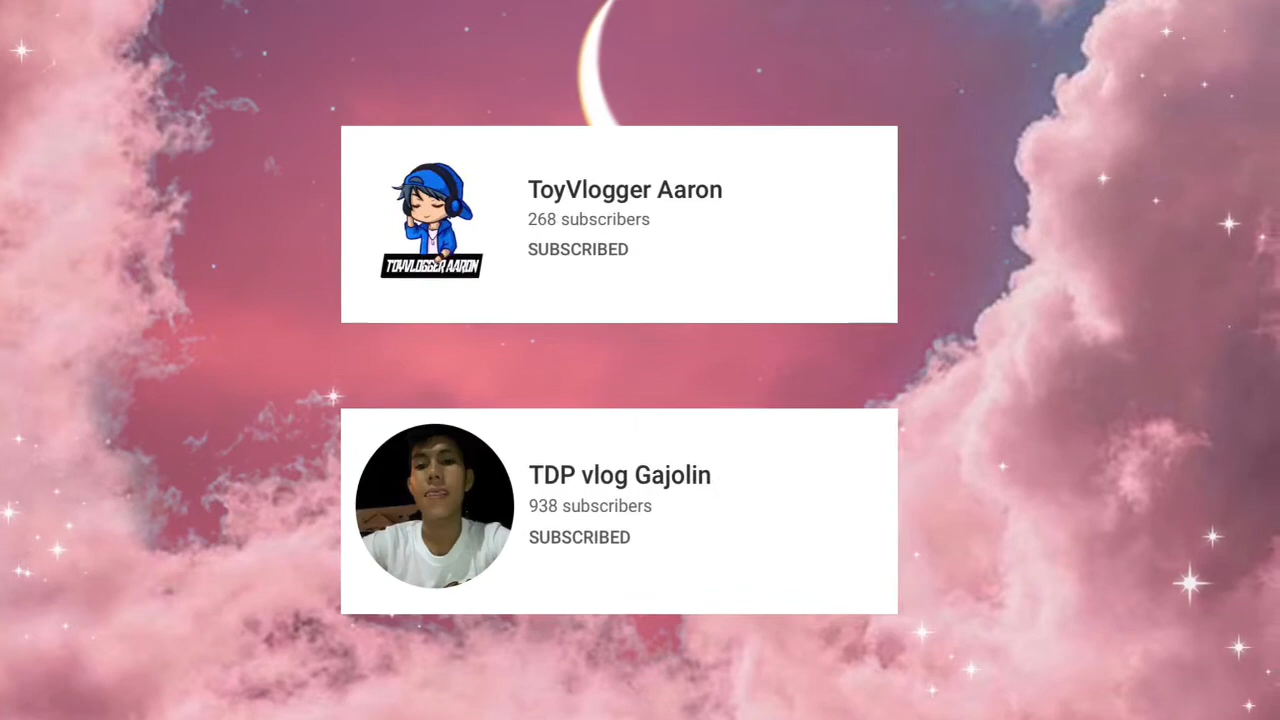 ToyVlogger Aaron
268 subscribers
SUBSCRIBED
TOYVLOGGER AARON
TDP vlog Gajolin
938 subscribers
SUBSCRIBED